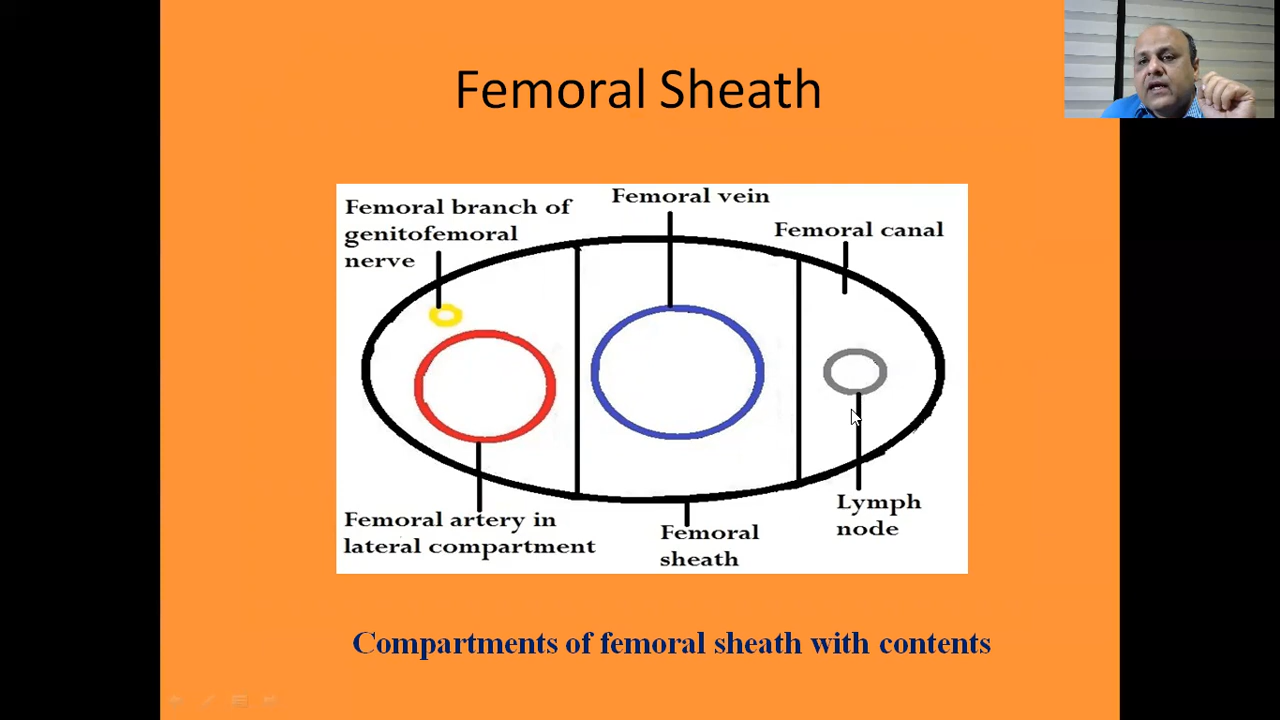 Femoral Sheath
Femoral branch of
genitofemoral
nerve
Femoral vein
Femoral canal
Femoral artery in
lateral compartment
Femoral
sheath
Lymph
node
Compartments of femoral sheath with contents